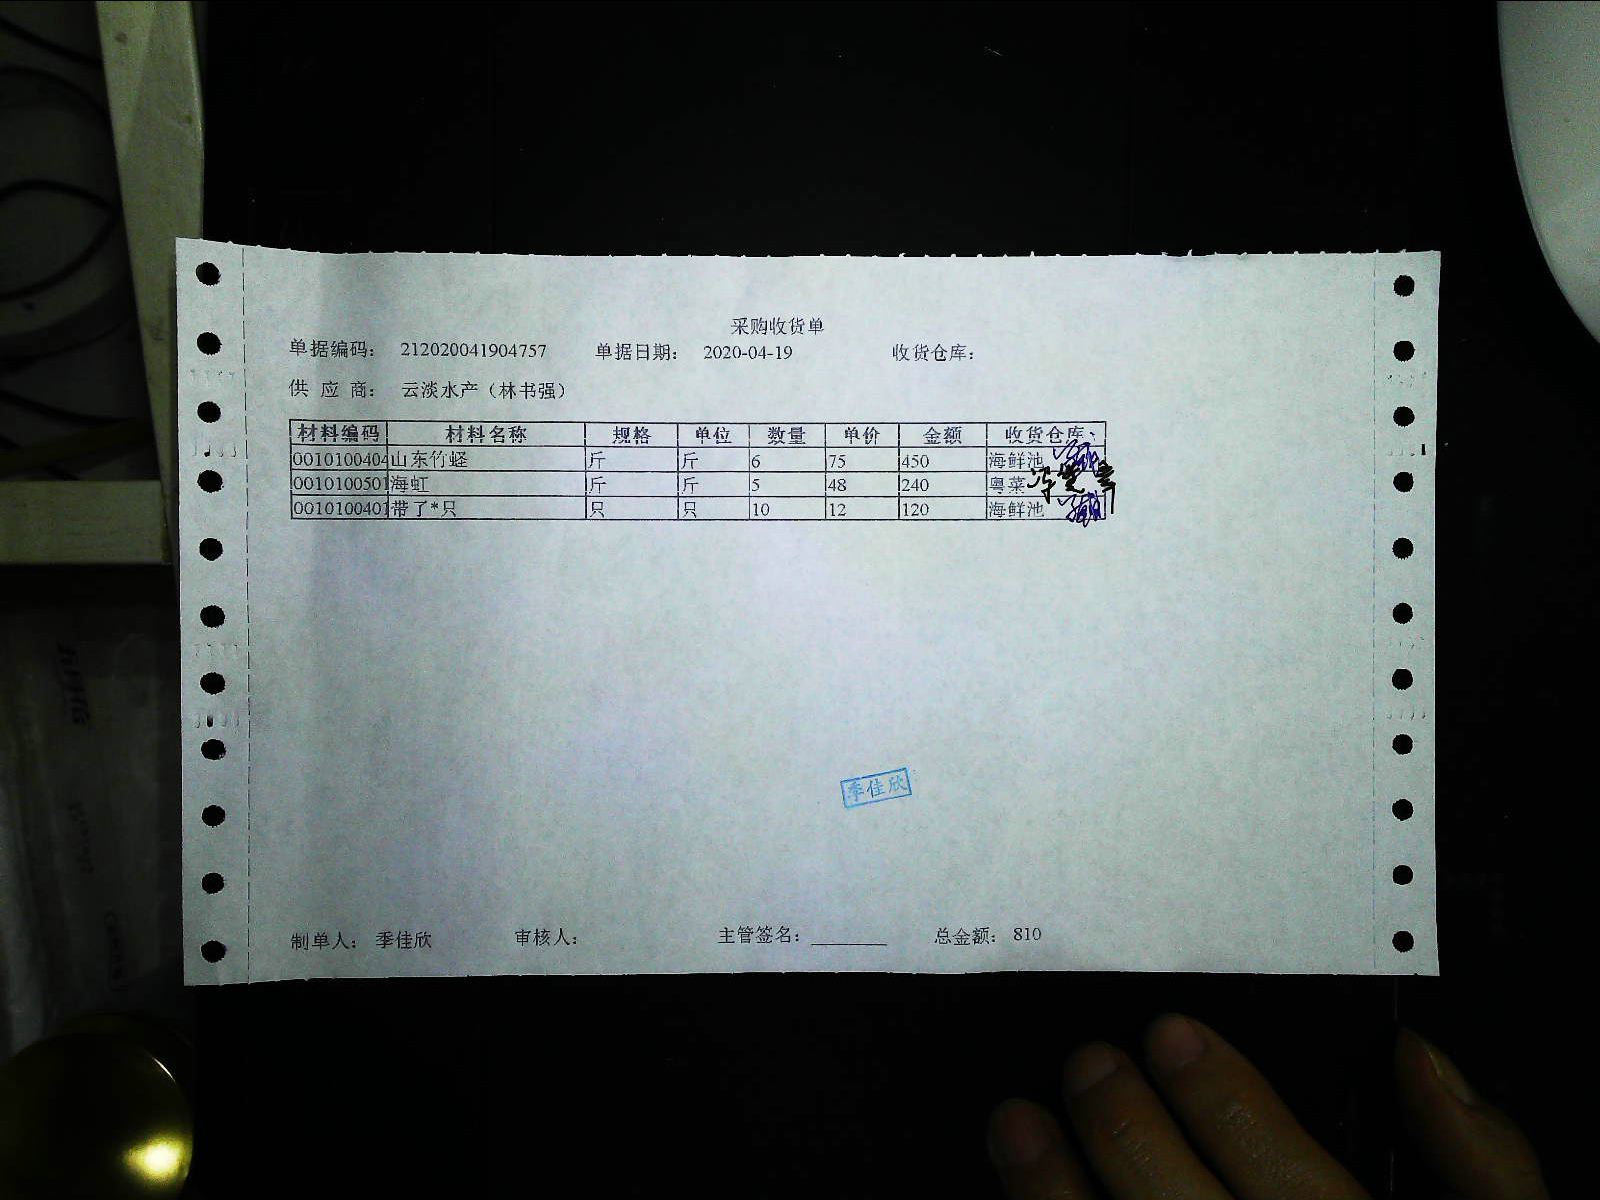 采购收货单
单据编码： 212020041904757 单据日期： 2020-04-19 收货仓库：
供 应 商： 云淡水产（林书强）
材料编码 材料名称 规格 单位 数量 单价 金额 收货仓库
0010100404 山东竹蛏 斤 斤 6 75 450 海鲜池
0010100501 海虹 斤 斤 5 48 240 粤菜
0010100401 带子*只 只 只 10 12 120 海鲜池
季佳欣
制单人： 季佳欣 审核人： 主管签名： 总金额： 810